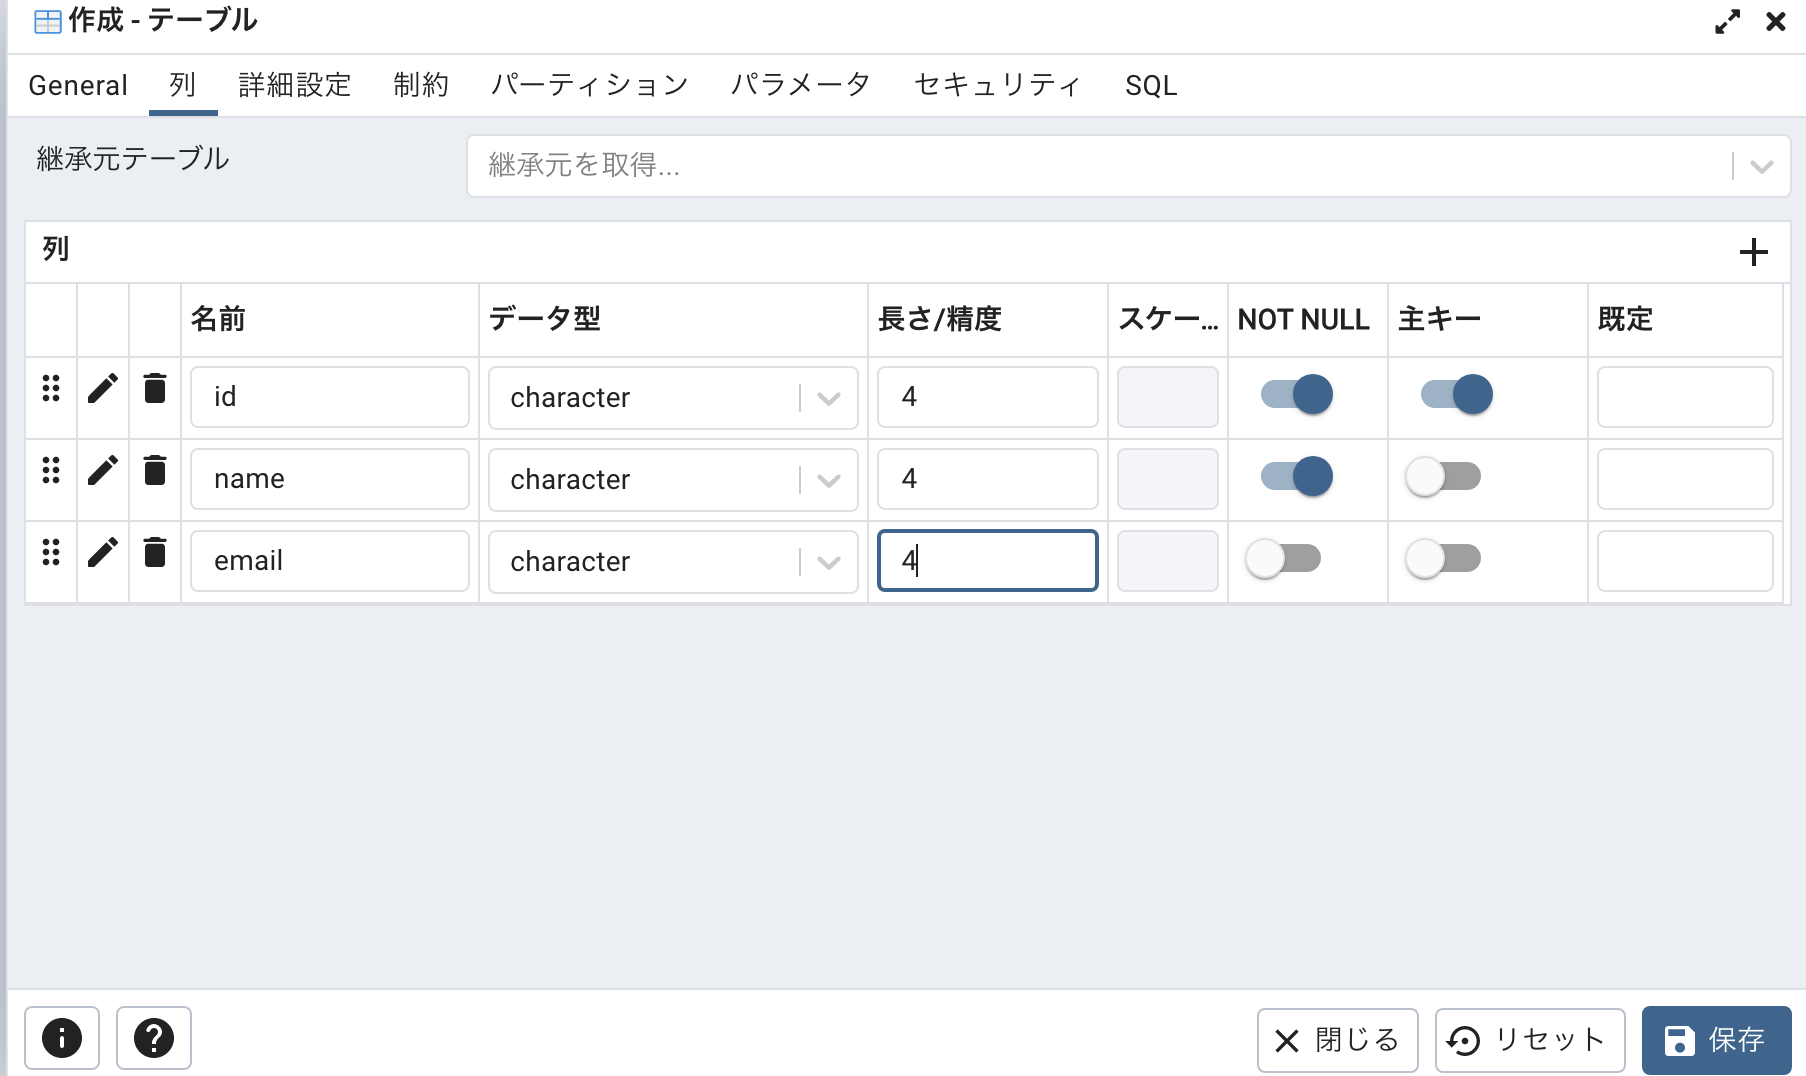 作成 - テーブル
General 列 詳細設定 制約 パーティション パラメータ セキュリティ SQL
継承元テーブル 継承元を取得...
列
名前 データ型 長さ/精度 スケー... NOT NULL 主キー 既定
id character 4
name character 4
email character 4
閉じる リセット 保存